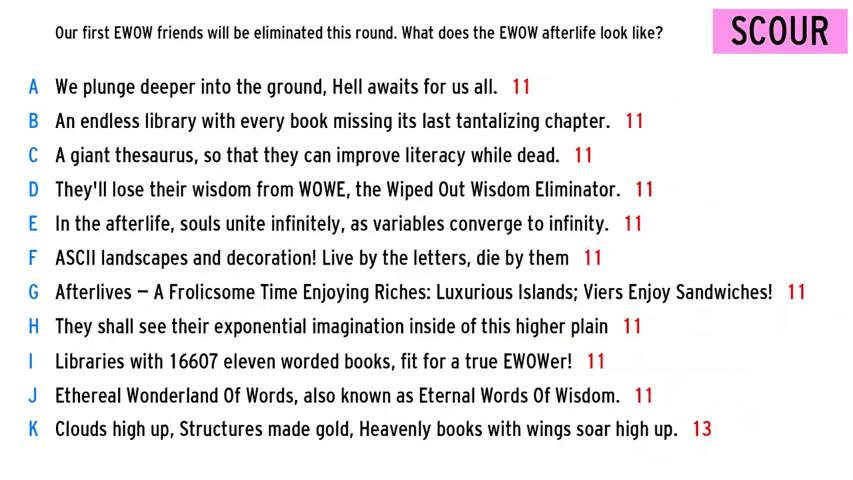 Our first EWOW friends will be eliminated this round. What does the EWOW afterlife look like?
SCOUR
A We plunge deeper into the ground, Hell awaits for us all. 11
B An endless library with every book missing its last tantalizing chapter. 11
C A giant thesaurus, so that they can improve literacy while dead. 11
D They'll lose their wisdom from WOWE, the Wiped Out Wisdom Eliminator. 11
E In the afterlife, souls unite infinitely, as variables converge to infinity. 11
F ASCII landscapes and decoration! Live by the letters, die by them 11
G Afterlives – A Frolicsome Time Enjoying Riches: Luxurious Islands; Viers Enjoy Sandwiches! 11
H They shall see their exponential imagination inside of this higher plain 11
I Libraries with 16607 eleven worded books, fit for a true EWOWer! 11
J Ethereal Wonderland Of Words, also known as Eternal Words Of Wisdom. 11
K Clouds high up, Structures made gold, Heavenly books with wings soar high up. 13